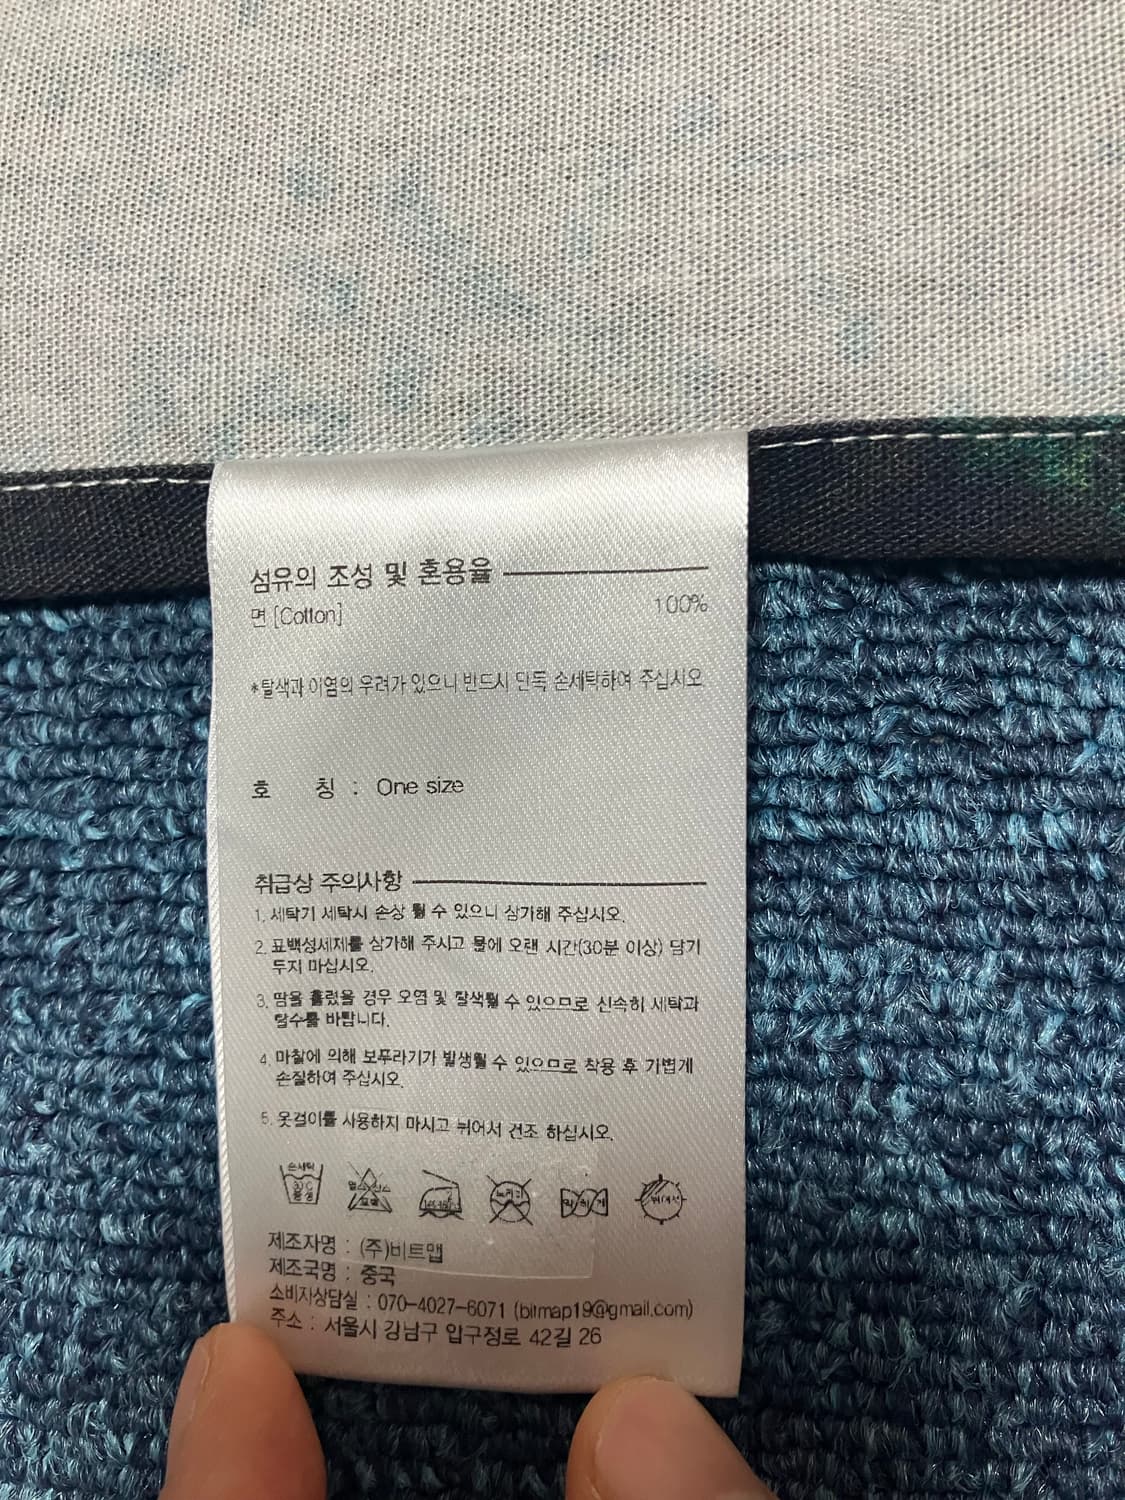 섬유의 조성 및 혼용율
면 [Cotton] 100%
*탈색과 이염의 우려가 있으니 반드시 단독 손세탁하여 주십시오
호 칭 : One size
취급상 주의사항
1. 세탁기 세탁시 손상 될 수 있으니 삼가해 주십시오.
2. 표백성세제를 삼가해 주시고 물에 오랜 시간(30분 이상) 담기
두지 마십시오.
3. 땀을 흘렸을 경우 오염 및 탈색될 수 있으므로 신속히 세탁과
탈수를 바랍니다.
4. 마찰에 의해 보푸라기가 발생될 수 있으므로 착용 후 가볍게
손질하여 주십시오.
5. 옷걸이를 사용하지 마시고 뉘어서 건조 하십시오.
손세탁
30℃
중성
제조자명 : (주)비트맵
제조국명 : 중국
소비자상담실 : 070-4027-6071 (bitmap19@gmail.com)
주소 : 서울시 강남구 압구정로 42길 26